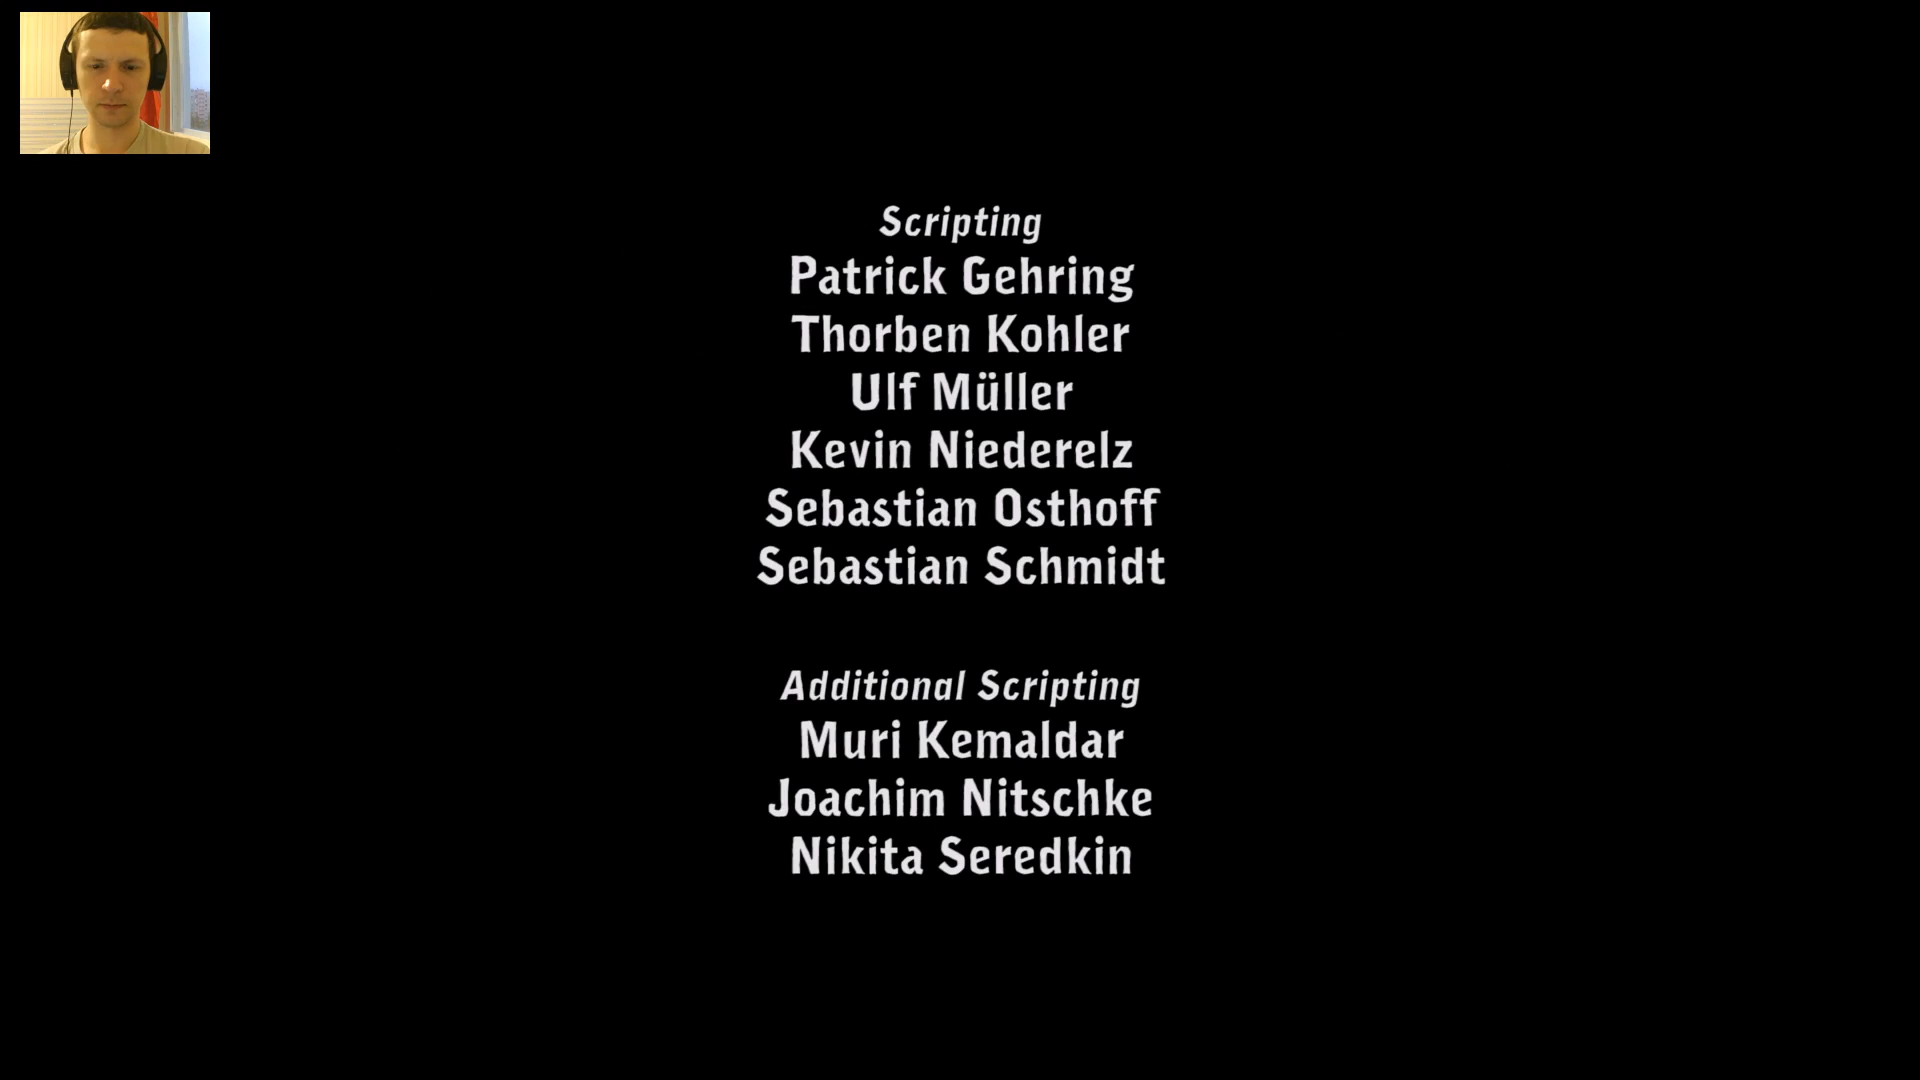 Scripting
Patrick Gehring
Thorben Kohler
Ulf Müller
Kevin Niederelz
Sebastian Osthoff
Sebastian Schmidt
Additional Scripting
Muri Kemaldar
Joachim Nitschke
Nikita Seredkin